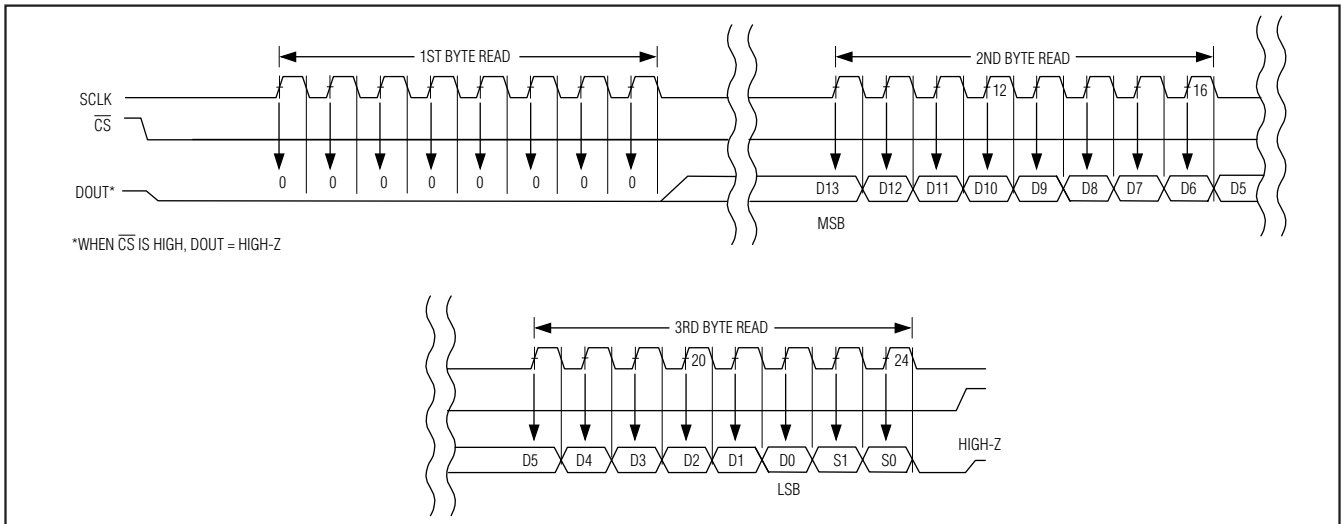 1ST BYTE READ
2ND BYTE READ
SCLK
12
16
CS
0 0 0 0 0 0 0 0
DOUT*
D13 D12 D11 D10 D9 D8 D7 D6 D5
MSB
*WHEN CS IS HIGH, DOUT = HIGH-Z
3RD BYTE READ
20
24
HIGH-Z
D5 D4 D3 D2 D1 D0 S1 S0
LSB